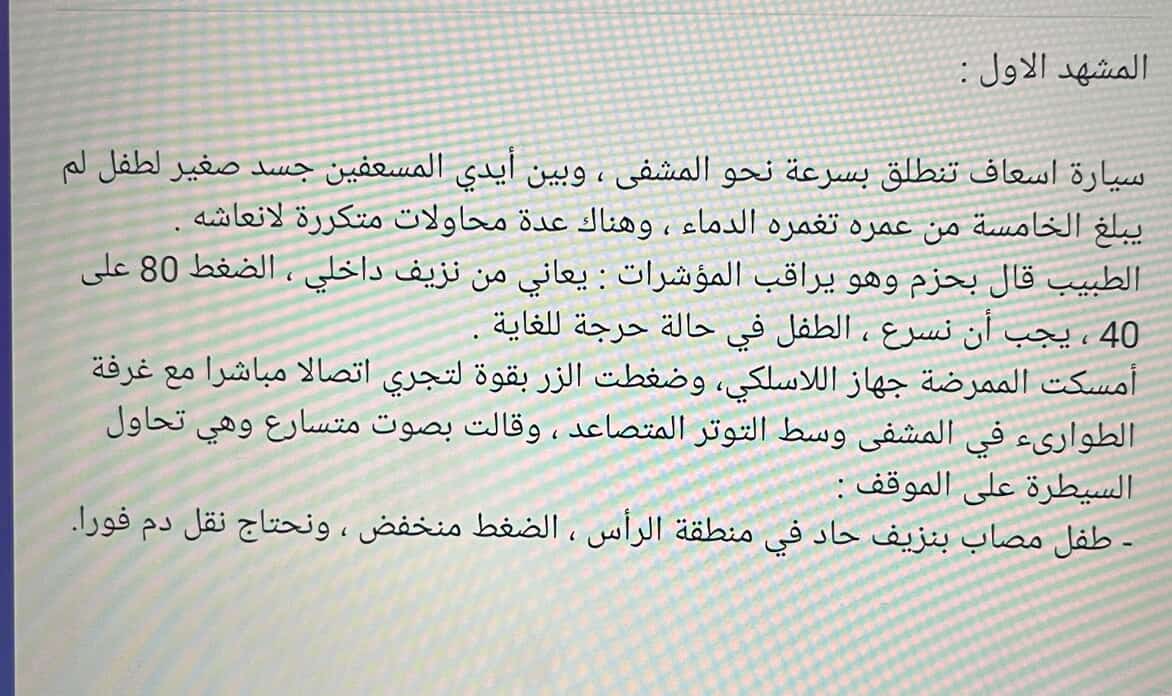 المشهد الاول :
سيارة اسعاف تنطلق بسرعة نحو المشفى ، وبين أيدي المسعفين جسد صغير لطفل لم
يبلغ الخامسة من عمره تغمره الدماء ، وهناك عدة محاولات متكررة لانعاشه .
الطبيب قال بحزم وهو يراقب المؤشرات : يعاني من نزيف داخلي ، الضغط 80 على
40 ، يجب أن نسرع ، الطفل في حالة حرجة للغاية .
أمسكت الممرضة جهاز اللاسلكي، وضغطت الزر بقوة لتجري اتصالا مباشرا مع غرفة
الطوارىء في المشفى وسط التوتر المتصاعد ، وقالت بصوت متسارع وهي تحاول
السيطرة على الموقف :
- طفل مصاب بنزيف حاد في منطقة الرأس ، الضغط منخفض ، ونحتاج نقل دم فورا.